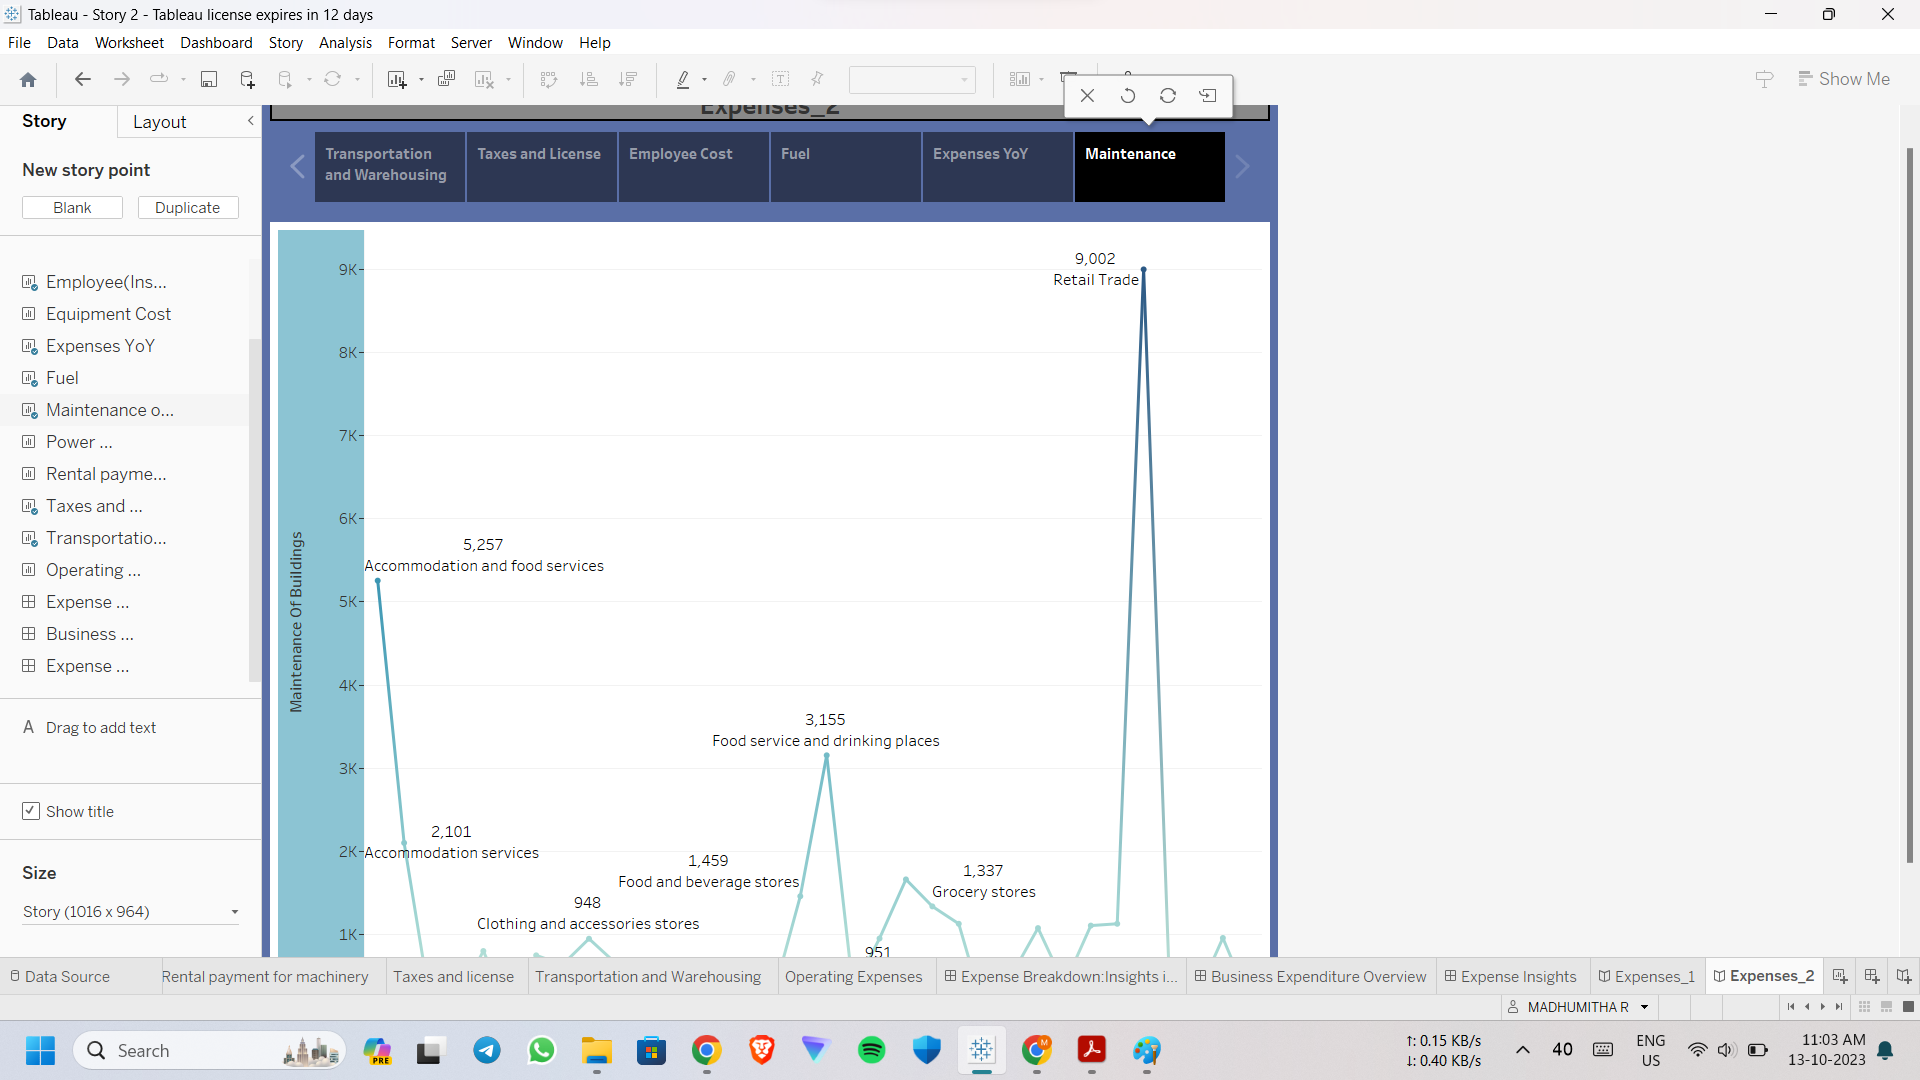 Tableau - Story 2 - Tableau license expires in 12 days
File Data Worksheet Dashboard Story Analysis Format Server Window Help
Show Me
Story
Layout
New story point
Blank
Duplicate
Employee(Ins...
Equipment Cost
Expenses YoY
Fuel
Maintenance o...
Power ...
Rental payme...
Taxes and ...
Transportatio...
Operating ...
Expense ...
Business ...
Expense ...
A Drag to add text
Show title
Size
Story (1016 x 964)
Expenses_2
Transportation
and Warehousing
Taxes and License
Employee Cost
Fuel
Expenses YoY
Maintenance
Maintenance Of Buildings
9K
8K
7K
6K
5K
4K
3K
2K
1K
9,002
Retail Trade
5,257
Accommodation and food services
3,155
Food service and drinking places
2,101
Accommodation services
1,459
Food and beverage stores
1,337
Grocery stores
948
Clothing and accessories stores
951
Data Source
Rental payment for machinery
Taxes and license
Transportation and Warehousing
Operating Expenses
Expense Breakdown:Insights i...
Business Expenditure Overview
Expense Insights
Expenses_1
Expenses_2
MADHUMITHA R
Search
PRE
M
↑: 0.15 KB/s
↓: 0.40 KB/s
40
ENG
US
11:03 AM
13-10-2023